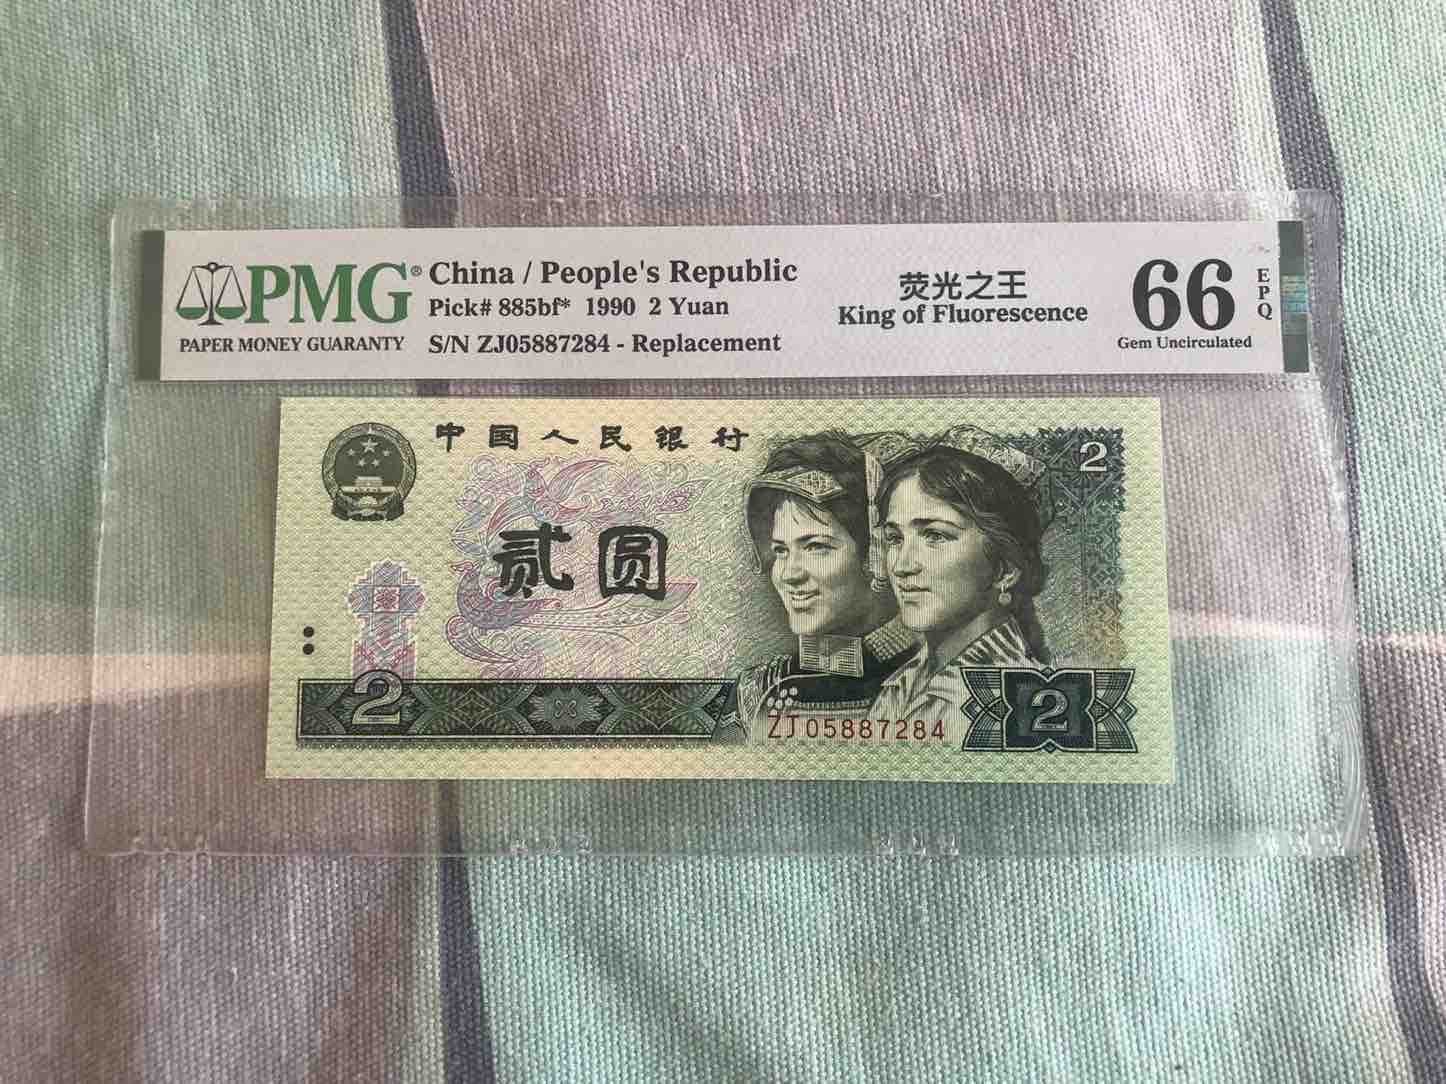 PMG®
PAPER MONEY GUARANTY
China / People's Republic
Pick# 885bf* 1990 2 Yuan
S/N ZJ05887284 - Replacement
荧光之王
King of Fluorescence
66
EPQ
Gem Uncirculated
中国人民银行
2
贰圆
2
ZJ05887284
2